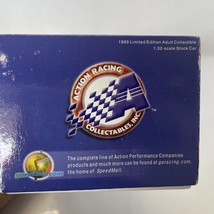 1999 Limited Edition Adult Collectible
1:32-scale Stock Car
ACTION RACING
COLLECTABLES, INC.
TM
The complete line of Action Performance Companies
products and much more can be found at goracing.com,
the home of SpeedMall.